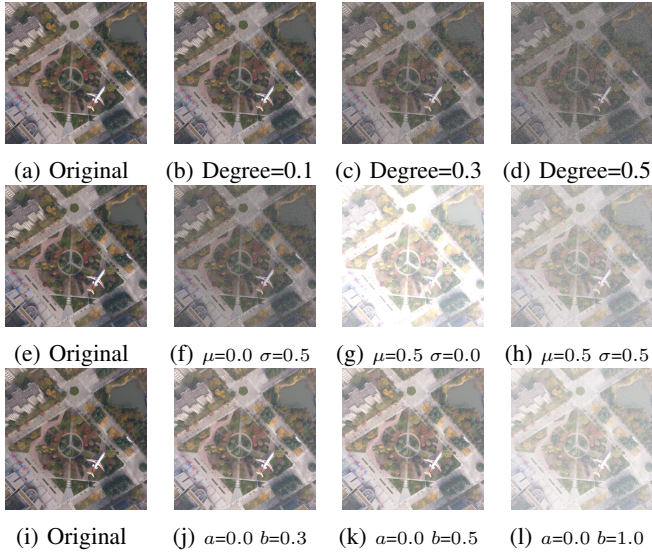 (a) Original (b) Degree=0.1 (c) Degree=0.3 (d) Degree=0.5
(e) Original (f) μ=0.0 σ=0.5 (g) μ=0.5 σ=0.0 (h) μ=0.5 σ=0.5
(i) Original (j) a=0.0 b=0.3 (k) a=0.0 b=0.5 (l) a=0.0 b=1.0